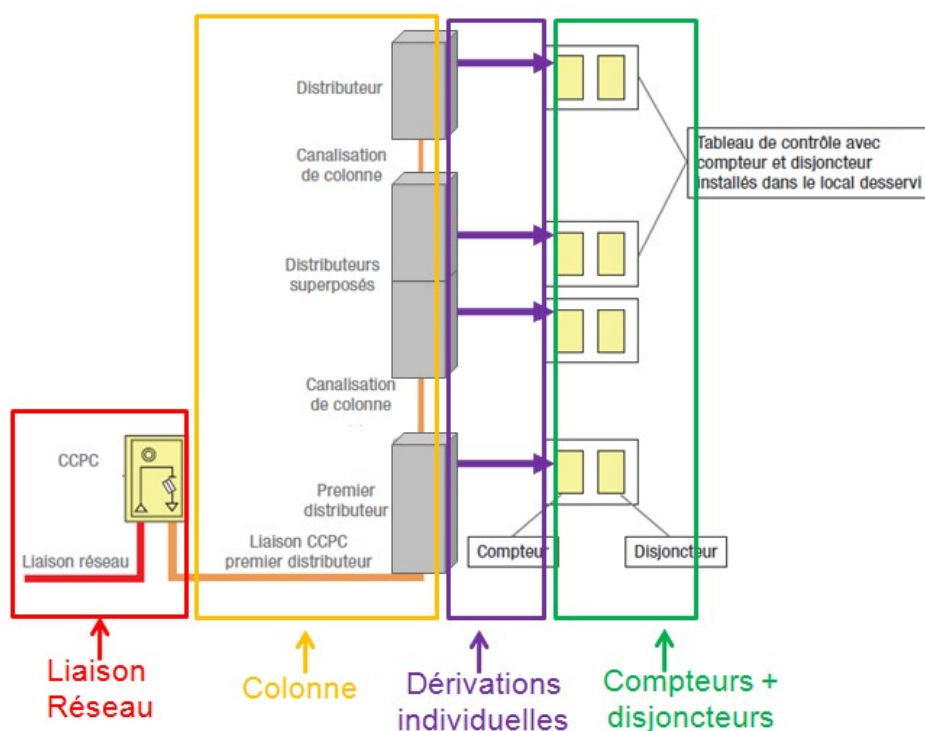 Distributeur
Canalisation
de colonne
Tableau de contrôle avec
compteur et disjoncteur
installés dans le local desservi
Distributeurs
superposés
Canalisation
de colonne
CCPC
Premier
distributeur
Liaison réseau
Liaison CCPC
premier distributeur
Compteur
Disjoncteur
Liaison
Réseau
Colonne
Dérivations
individuelles
Compteurs +
disjoncteurs